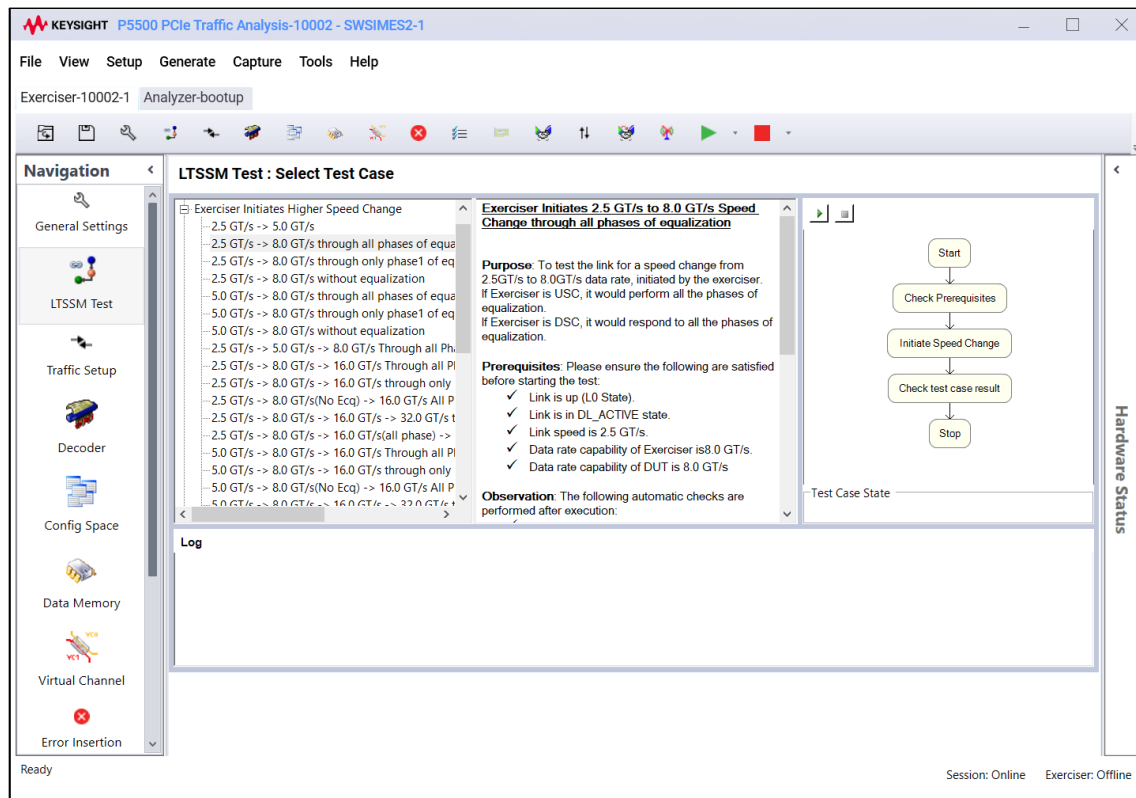 KEYSIGHT P5500 PCIe Traffic Analysis-10002 - SWSIMES2-1
File View Setup Generate Capture Tools Help
Exerciser-10002-1 Analyzer-bootup
Navigation
General Settings
LTSSM Test
Traffic Setup
Decoder
Config Space
Data Memory
VC0
VC1
Virtual Channel
Error Insertion
LTSSM Test : Select Test Case
Exerciser Initiates Higher Speed Change
2.5 GT/s -> 5.0 GT/s
2.5 GT/s -> 8.0 GT/s through all phases of equa
2.5 GT/s -> 8.0 GT/s through only phase1 of eq
2.5 GT/s -> 8.0 GT/s without equalization
5.0 GT/s -> 8.0 GT/s through all phases of equa
5.0 GT/s -> 8.0 GT/s through only phase1 of eq
5.0 GT/s -> 8.0 GT/s without equalization
2.5 GT/s -> 5.0 GT/s -> 8.0 GT/s Through all Pha
2.5 GT/s -> 8.0 GT/s -> 16.0 GT/s Through all Pl
2.5 GT/s -> 8.0 GT/s -> 16.0 GT/s through only
2.5 GT/s -> 8.0 GT/s(No Ecq) -> 16.0 GT/s All P
2.5 GT/s -> 8.0 GT/s -> 16.0 GT/s -> 32.0 GT/s t
2.5 GT/s -> 8.0 GT/s -> 16.0 GT/s(all phase) ->
5.0 GT/s -> 8.0 GT/s -> 16.0 GT/s Through all Pl
5.0 GT/s -> 8.0 GT/s -> 16.0 GT/s through only
5.0 GT/s -> 8.0 GT/s(No Ecq) -> 16.0 GT/s All P
5.0 GT/s -> 8.0 GT/s -> 16.0 GT/s -> 32.0 GT/s t
Exerciser Initiates 2.5 GT/s to 8.0 GT/s Speed
Change through all phases of equalization
Purpose: To test the link for a speed change from
2.5GT/s to 8.0GT/s data rate, initiated by the exerciser.
If Exerciser is USC, it would perform all the phases of
equalization.
If Exerciser is DSC, it would respond to all the phases of
equalization.
Prerequisites: Please ensure the following are satisfied
before starting the test:
✓ Link is up (L0 State).
✓ Link is in DL_ACTIVE state.
✓ Link speed is 2.5 GT/s.
✓ Data rate capability of Exerciser is8.0 GT/s.
✓ Data rate capability of DUT is 8.0 GT/s
Observation: The following automatic checks are
performed after execution:
Start
Check Prerequisites
Initiate Speed Change
Check test case result
Stop
Test Case State
Hardware Status
Log
Ready
Session: Online Exerciser: Offline